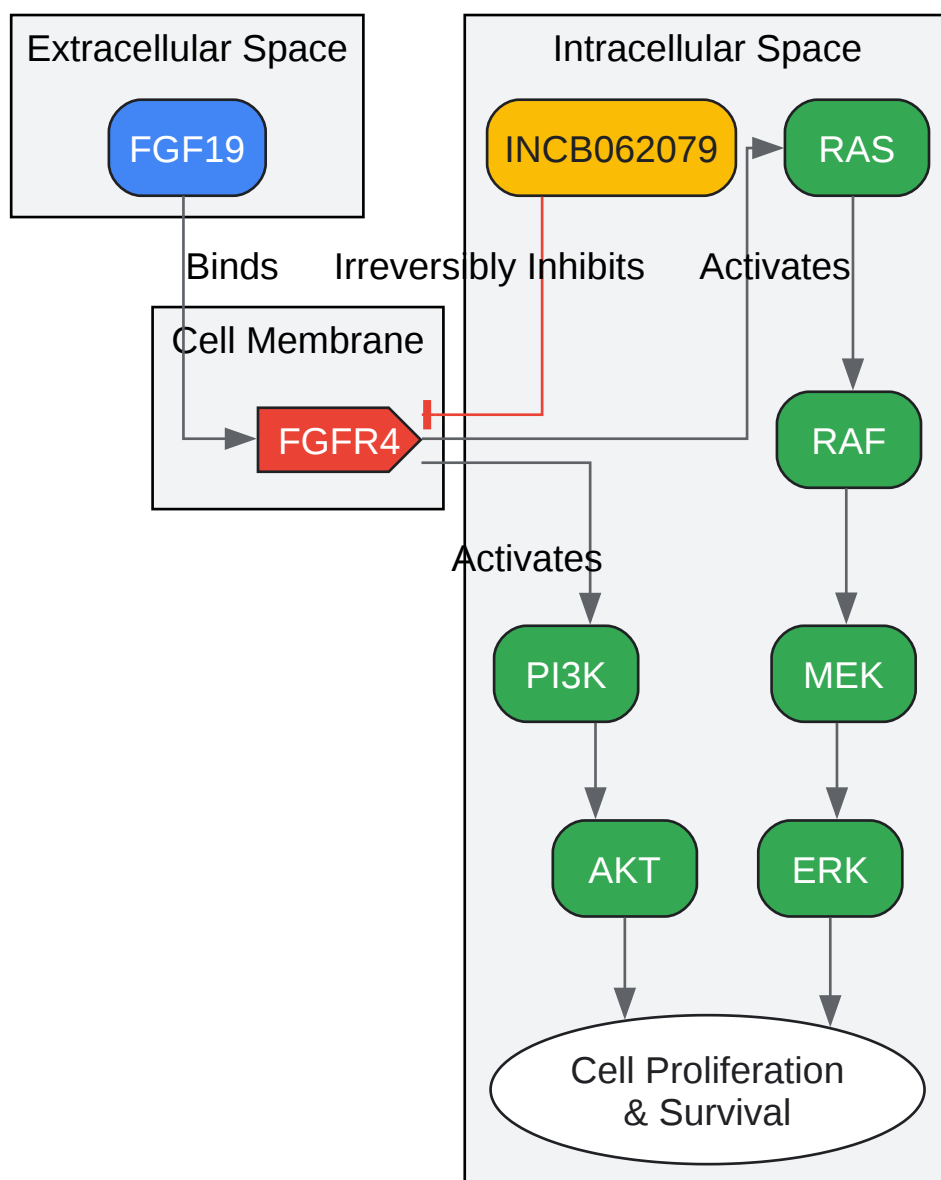 Extracellular Space
Intracellular Space
FGF19
INCB062079
RAS
Binds
Irreversibly Inhibits
Activates
Cell Membrane
FGFR4
RAF
Activates
PI3K
MEK
AKT
ERK
Cell Proliferation
& Survival